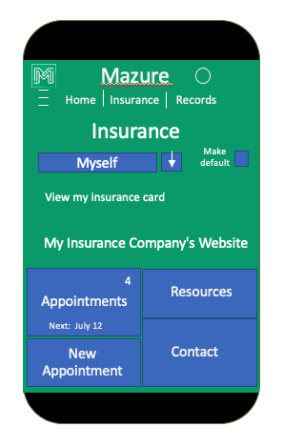 M Mazure
Home | Insurance | Records
Insurance
Myself
Make
default
View my insurance card
My Insurance Company's Website
4
Appointments
Next: July 12
Resources
New
Appointment
Contact